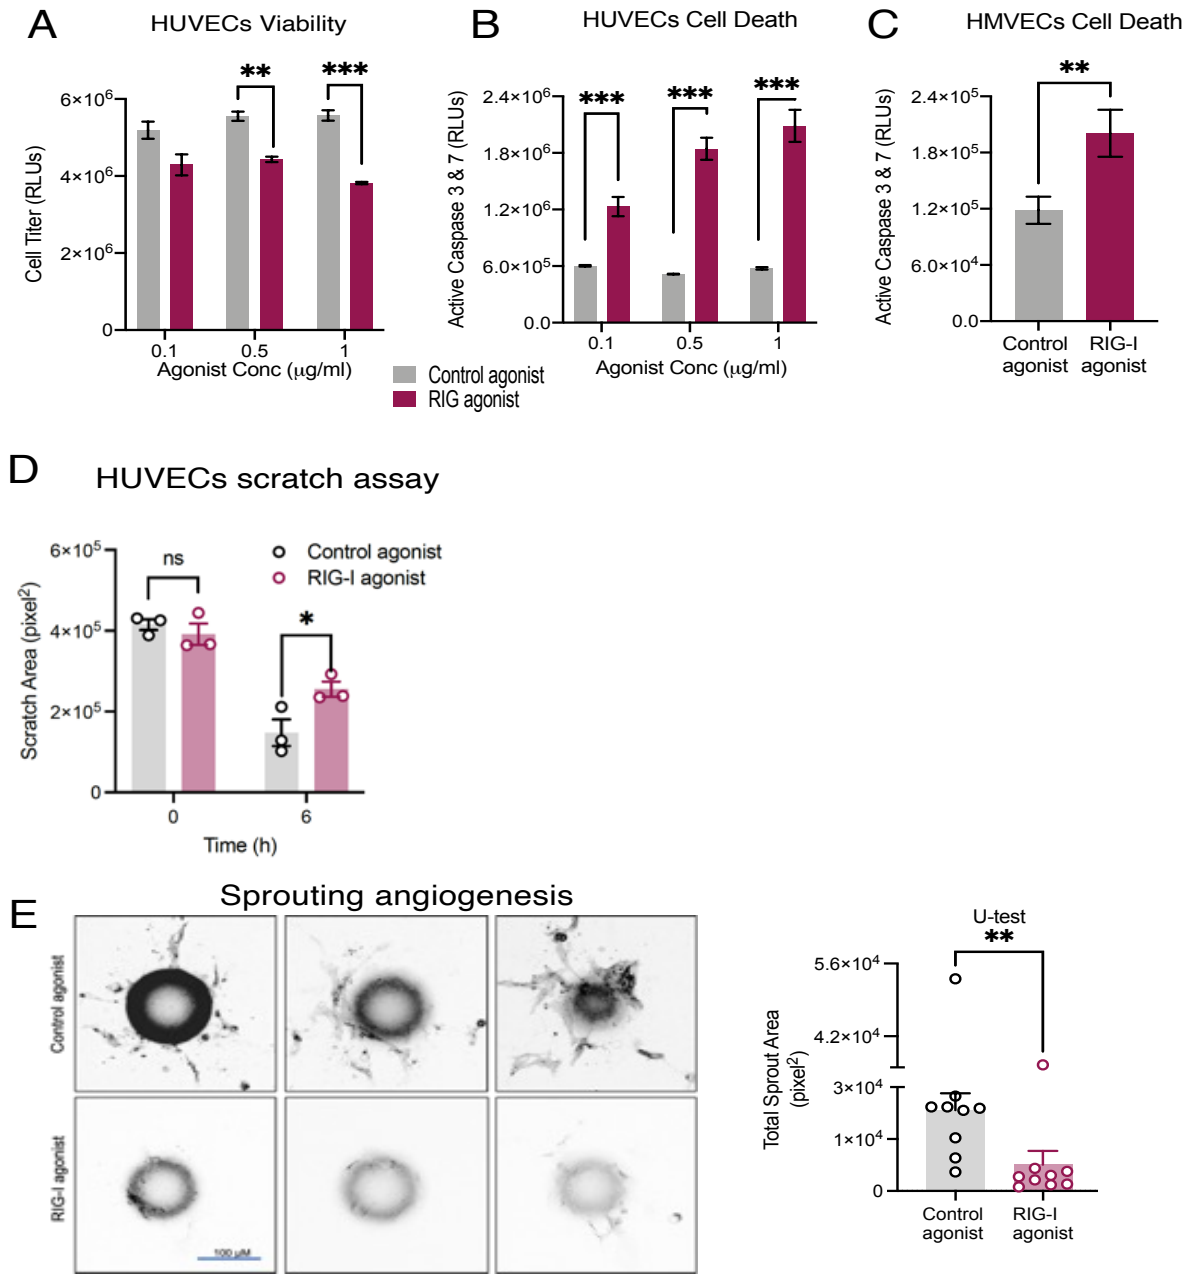 A
HUVECs Viability
** ***
6×10⁶
4×10⁶
2×10⁶
0
Cell Titer (RLUs)
0.1 0.5 1
Agonist Conc (μg/ml)
B
HUVECs Cell Death
*** *** ***
2.4×10⁶
1.8×10⁶
1.2×10⁶
6.0×10⁵
0.0
Active Caspase 3 & 7 (RLUs)
0.1 0.5 1
Agonist Conc (μg/ml)
Control agonist
RIG agonist
C
HMVECs Cell Death
**
2.4×10⁵
1.8×10⁵
1.2×10⁵
6.0×10⁴
0.0
Active Caspase 3 & 7 (RLUs)
Control RIG-I
agonist agonist
D
HUVECs scratch assay
Control agonist
RIG-I agonist
ns
*
6×10⁵
4×10⁵
2×10⁵
0
Scratch Area (pixel²)
0 6
Time (h)
E
Sprouting angiogenesis
Control agonist
RIG-I agonist
100 μM
U-test
**
5.6×10⁴
4.2×10⁴
3×10⁴
1×10⁴
0
Total Sprout Area
(pixel²)
Control RIG-I
agonist agonist